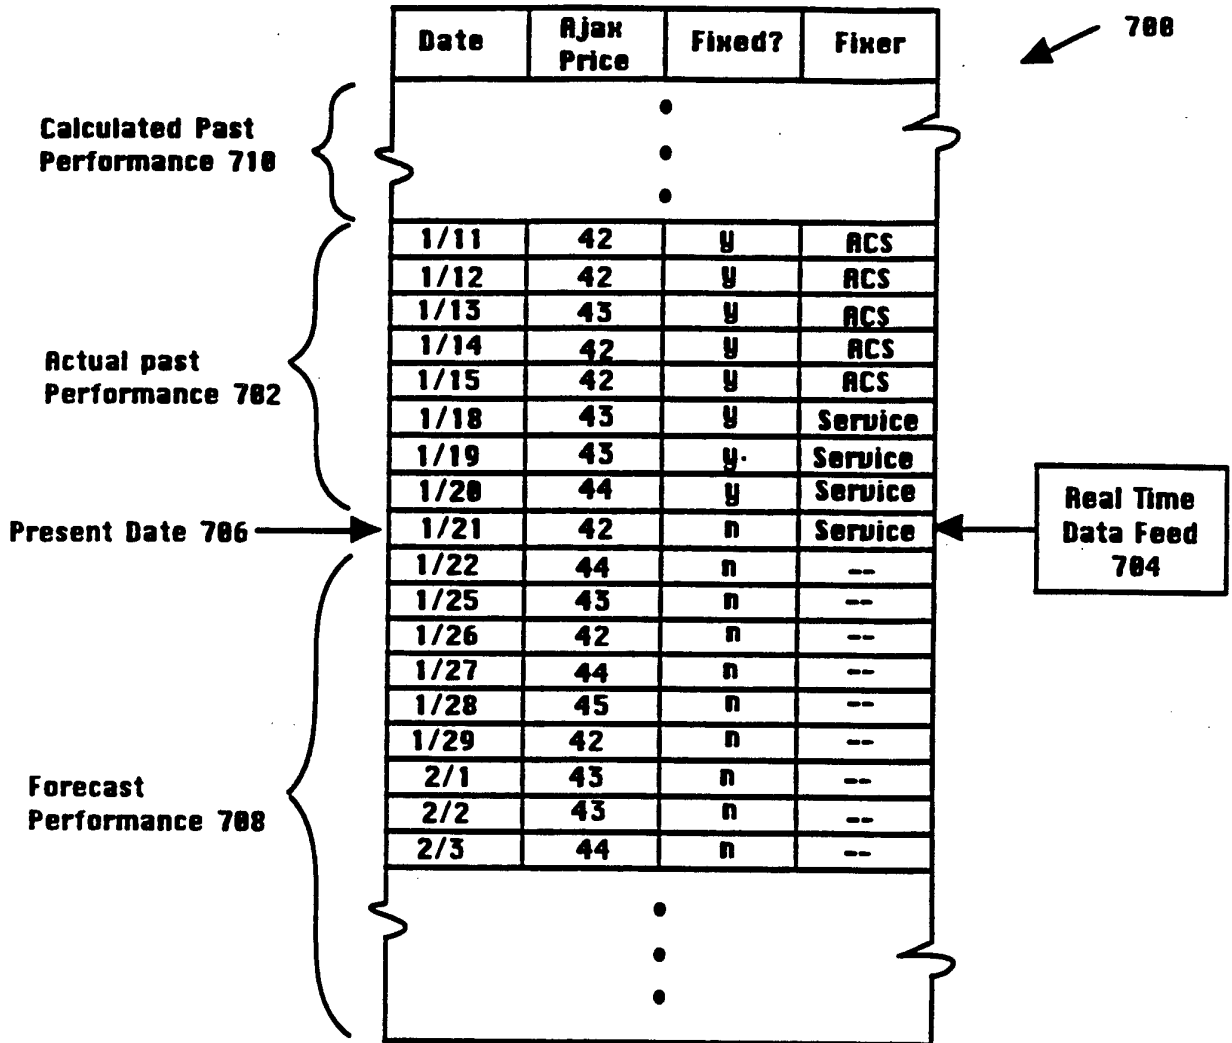 700
Date Ajax Price Fixed? Fixer
Calculated Past
Performance 710
1/11 42 y ACS
1/12 42 y ACS
1/13 43 y ACS
1/14 42 y ACS
1/15 42 y ACS
1/18 43 y Service
1/19 43 y. Service
1/20 44 y Service
1/21 42 n Service
1/22 44 n --
1/25 43 n --
1/26 42 n --
1/27 44 n --
1/28 45 n --
1/29 42 n --
2/1 43 n --
2/2 43 n --
2/3 44 n --
Actual past
Performance 702
Present Date 706
Real Time
Data Feed
704
Forecast
Performance 708